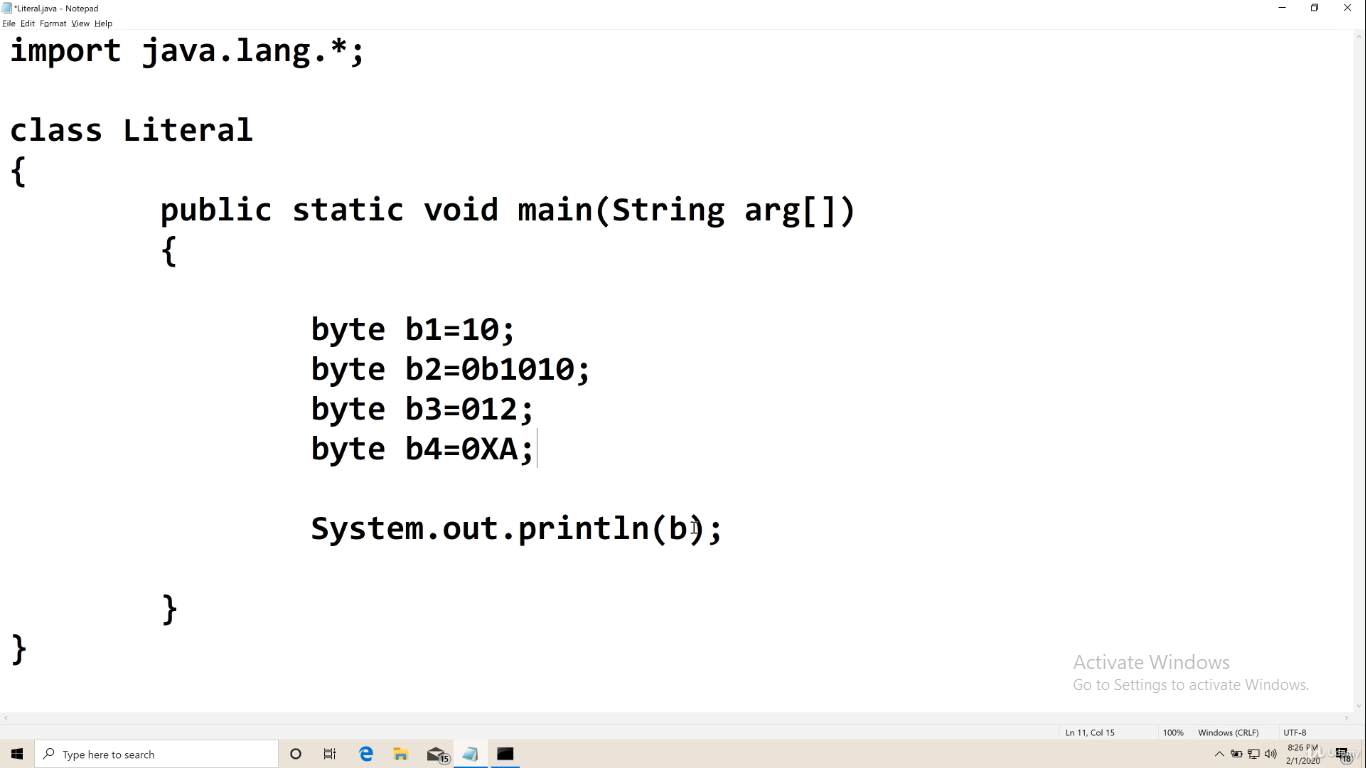 *Literal.java - Notepad
File Edit Format View Help
import java.lang.*;
class Literal
{
public static void main(String arg[])
{
byte b1=10;
byte b2=0b1010;
byte b3=012;
byte b4=0XA;
System.out.println(b);
}
}
Activate Windows
Go to Settings to activate Windows.
Ln 11, Col 15 100% Windows (CRLF) UTF-8
Type here to search
15
8:26 PM
2/1/2020
18